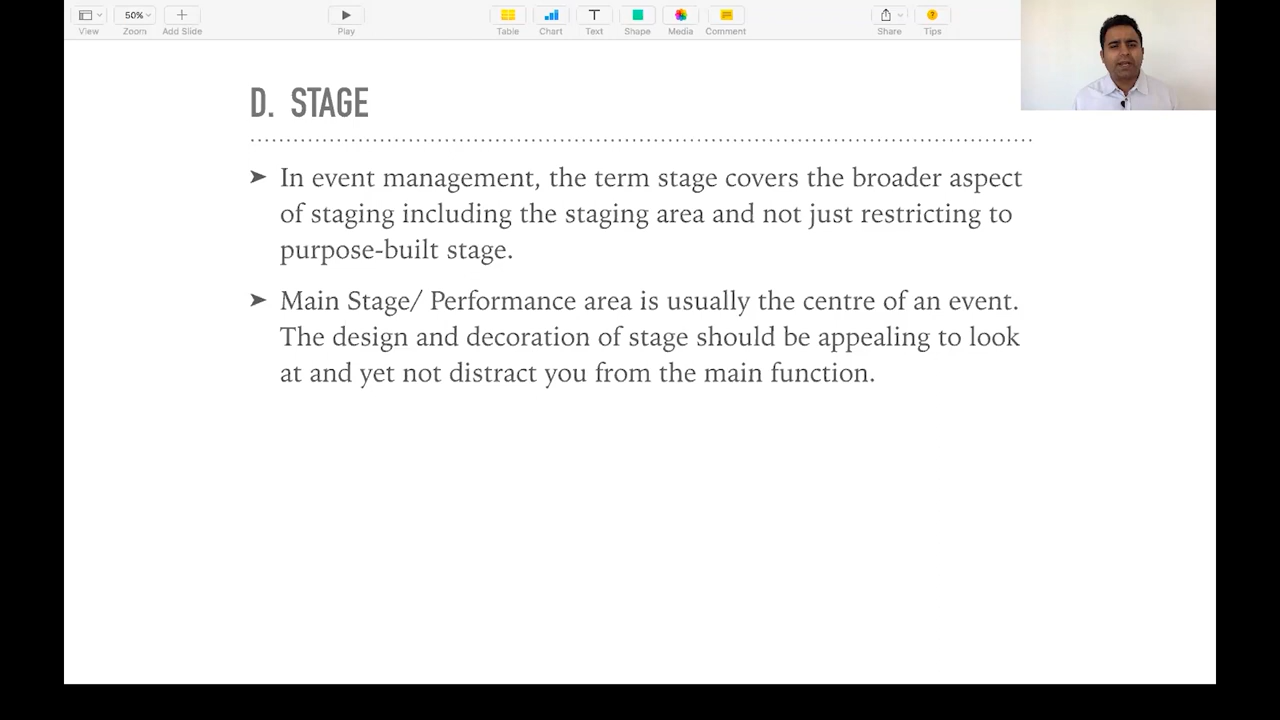 50%
View
Zoom
Add Slide
Play
Table
Chart
T
Text
Shape
Media
Comment
Share
?
Tips
D. STAGE
➤ In event management, the term stage covers the broader aspect
of staging including the staging area and not just restricting to
purpose-built stage.
➤ Main Stage/ Performance area is usually the centre of an event.
The design and decoration of stage should be appealing to look
at and yet not distract you from the main function.